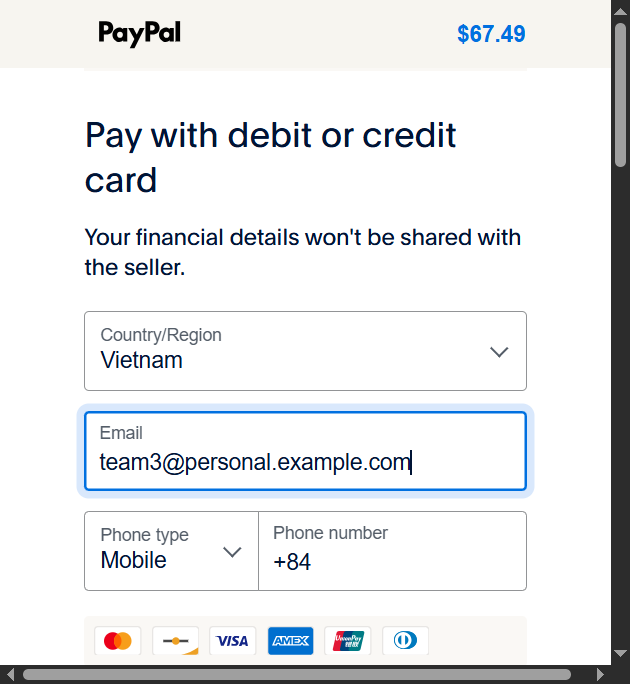 PayPal
$67.49
Pay with debit or credit
card
Your financial details won't be shared with
the seller.
Country/Region
Vietnam
Email
team3@personal.example.com
Phone type
Mobile
Phone number
+84
VISA
AMEX
UnionPay
银联